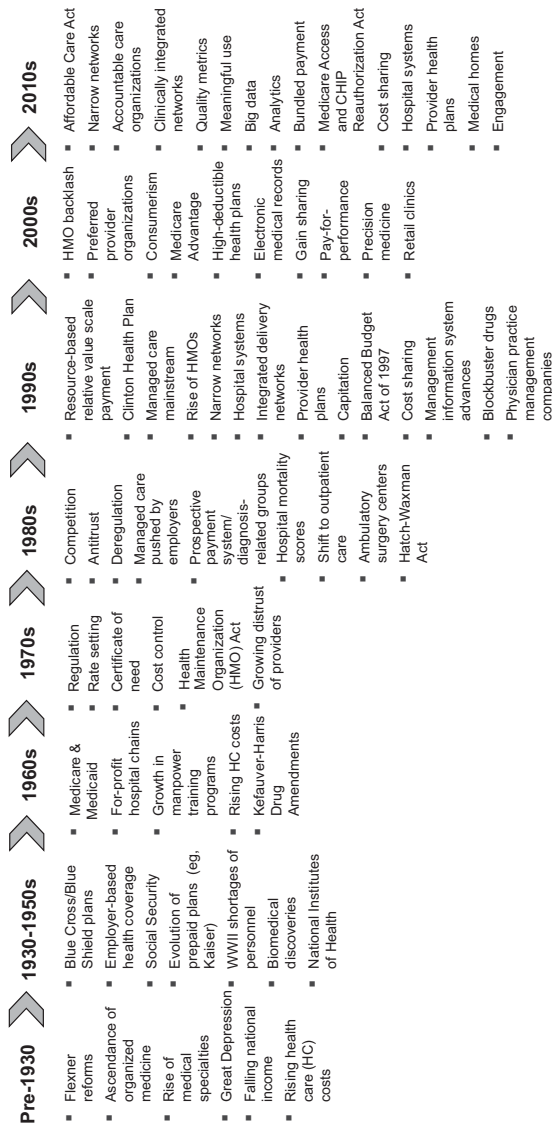 Pre-1930
▪ Flexner
reforms
▪ Ascendance of
organized
medicine
▪ Rise of
medical
specialties
▪ Great Depression
▪ Falling national
income
▪ Rising health
care (HC)
costs
1930-1950s
▪ Blue Cross/Blue
Shield plans
▪ Employer-based
health coverage
▪ Social Security
▪ Evolution of
prepaid plans (eg,
Kaiser)
▪ WWII shortages of
personnel
▪ Biomedical
discoveries
▪ National Institutes
of Health
1960s
▪ Medicare &
Medicaid
▪ For-profit
hospital chains
▪ Growth in
manpower
training
programs
▪ Rising HC costs
▪ Kefauver-Harris
Drug
Amendments
1970s
▪ Regulation
▪ Rate setting
▪ Certificate of
need
▪ Cost control
▪ Health
Maintenance
Organization
(HMO) Act
▪ Growing distrust
of providers
1980s
▪ Competition
▪ Antitrust
▪ Deregulation
▪ Managed care
pushed by
employers
▪ Prospective
payment
system/
diagnosis-
related groups
▪ Hospital mortality
scores
▪ Shift to outpatient
care
▪ Ambulatory
surgery centers
▪ Hatch-Waxman
Act
1990s
▪ Resource-based
relative value scale
payment
▪ Clinton Health Plan
▪ Managed care
mainstream
▪ Rise of HMOs
▪ Narrow networks
▪ Hospital systems
▪ Integrated delivery
networks
▪ Provider health
plans
▪ Capitation
▪ Balanced Budget
Act of 1997
▪ Cost sharing
▪ Management
information system
advances
▪ Blockbuster drugs
▪ Physician practice
management
companies
2000s
▪ HMO backlash
▪ Preferred
provider
organizations
▪ Consumerism
▪ Medicare
Advantage
▪ High-deductible
health plans
▪ Electronic
medical records
▪ Gain sharing
▪ Pay-for-
performance
▪ Precision
medicine
▪ Retail clinics
2010s
▪ Affordable Care Act
▪ Narrow networks
▪ Accountable care
organizations
▪ Clinically integrated
networks
▪ Quality metrics
▪ Meaningful use
▪ Big data
▪ Analytics
▪ Bundled payment
▪ Medicare Access
and CHIP
Reauthorization Act
▪ Cost sharing
▪ Hospital systems
▪ Provider health
plans
▪ Medical homes
▪ Engagement